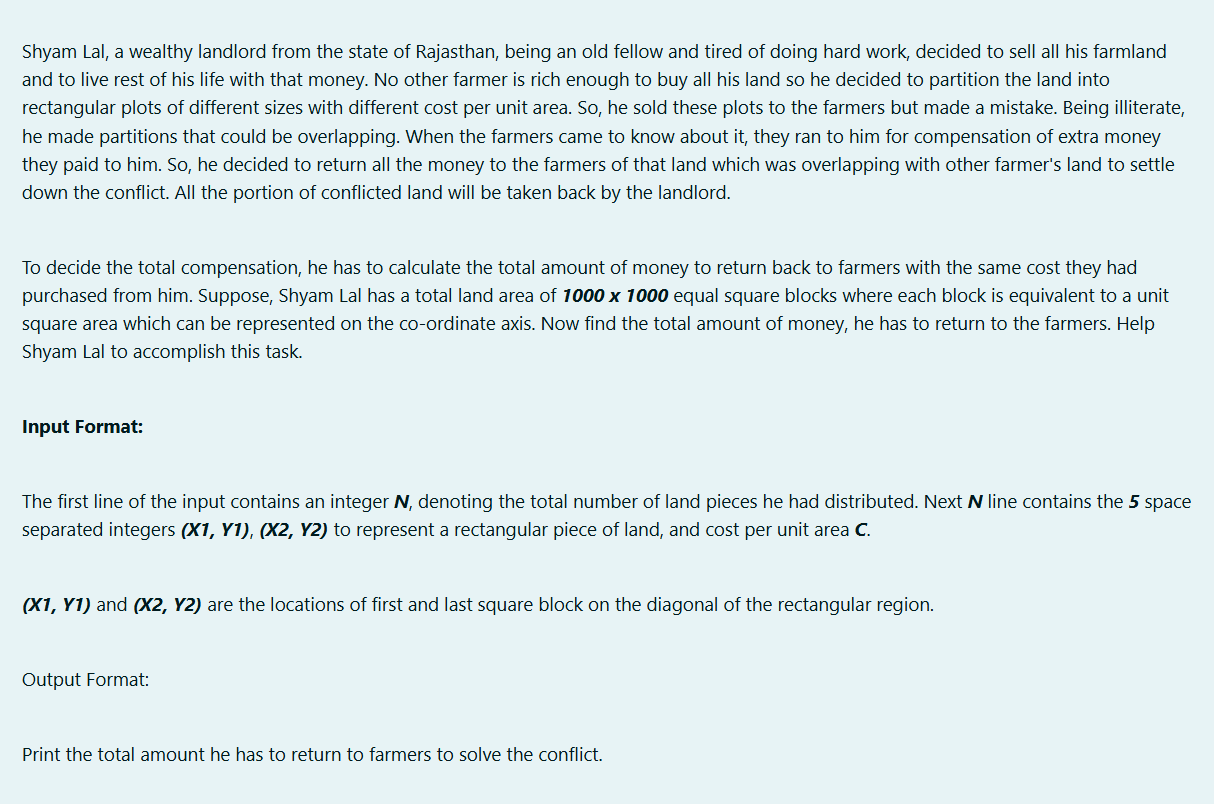 Shyam Lal, a wealthy landlord from the state of Rajasthan, being an old fellow and tired of doing hard work, decided to sell all his farmland
and to live rest of his life with that money. No other farmer is rich enough to buy all his land so he decided to partition the land into
rectangular plots of different sizes with different cost per unit area. So, he sold these plots to the farmers but made a mistake. Being illiterate,
he made partitions that could be overlapping. When the farmers came to know about it, they ran to him for compensation of extra money
they paid to him. So, he decided to return all the money to the farmers of that land which was overlapping with other farmer's land to settle
down the conflict. All the portion of conflicted land will be taken back by the landlord.
To decide the total compensation, he has to calculate the total amount of money to return back to farmers with the same cost they had
purchased from him. Suppose, Shyam Lal has a total land area of 1000 x 1000 equal square blocks where each block is equivalent to a unit
square area which can be represented on the co-ordinate axis. Now find the total amount of money, he has to return to the farmers. Help
Shyam Lal to accomplish this task.
Input Format:
The first line of the input contains an integer N, denoting the total number of land pieces he had distributed. Next N line contains the 5 space
separated integers (X1, Y1), (X2, Y2) to represent a rectangular piece of land, and cost per unit area C.
(X1, Y1) and (X2, Y2) are the locations of first and last square block on the diagonal of the rectangular region.
Output Format:
Print the total amount he has to return to farmers to solve the conflict.